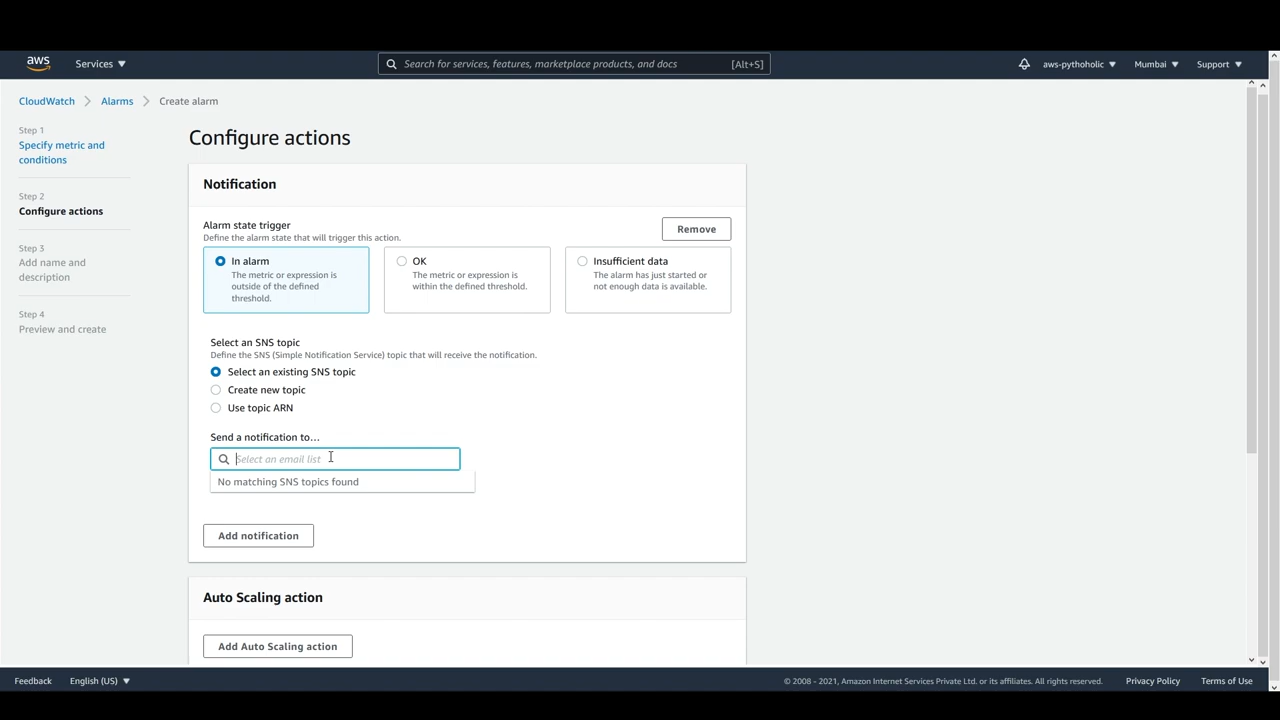 aws
Services ▼
Search for services, features, marketplace products, and docs
[Alt+S]
aws-pythoholic ▼
Mumbai ▼
Support ▼
CloudWatch
Alarms
Create alarm
Step 1
Specify metric and
conditions
Step 2
Configure actions
Step 3
Add name and
description
Step 4
Preview and create
Configure actions
Notification
Alarm state trigger
Define the alarm state that will trigger this action.
Remove
In alarm
The metric or expression is
outside of the defined
threshold.
OK
The metric or expression is
within the defined threshold.
Insufficient data
The alarm has just started or
not enough data is available.
Select an SNS topic
Define the SNS (Simple Notification Service) topic that will receive the notification.
Select an existing SNS topic
Create new topic
Use topic ARN
Send a notification to…
Select an email list
No matching SNS topics found
Add notification
Auto Scaling action
Add Auto Scaling action
Feedback
English (US) ▼
© 2008 - 2021, Amazon Internet Services Private Ltd. or its affiliates. All rights reserved.
Privacy Policy
Terms of Use